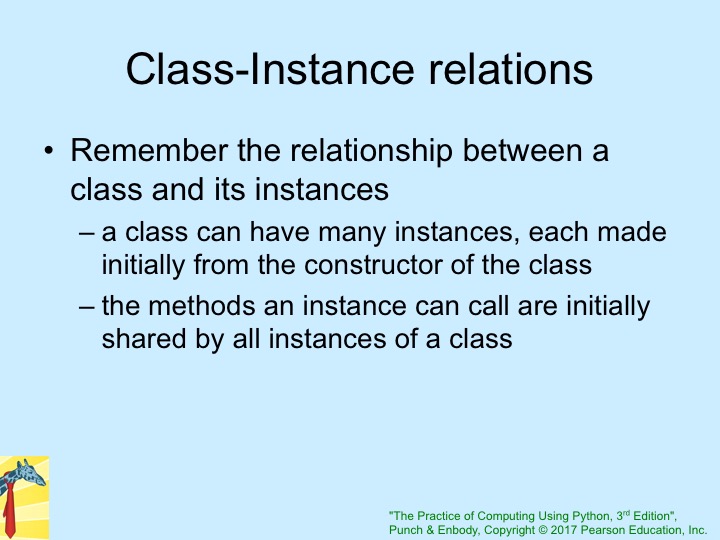 Class-Instance relations
• Remember the relationship between a
class and its instances
– a class can have many instances, each made
initially from the constructor of the class
– the methods an instance can call are initially
shared by all instances of a class
"The Practice of Computing Using Python, 3rd Edition",
Punch & Enbody, Copyright © 2017 Pearson Education, Inc.